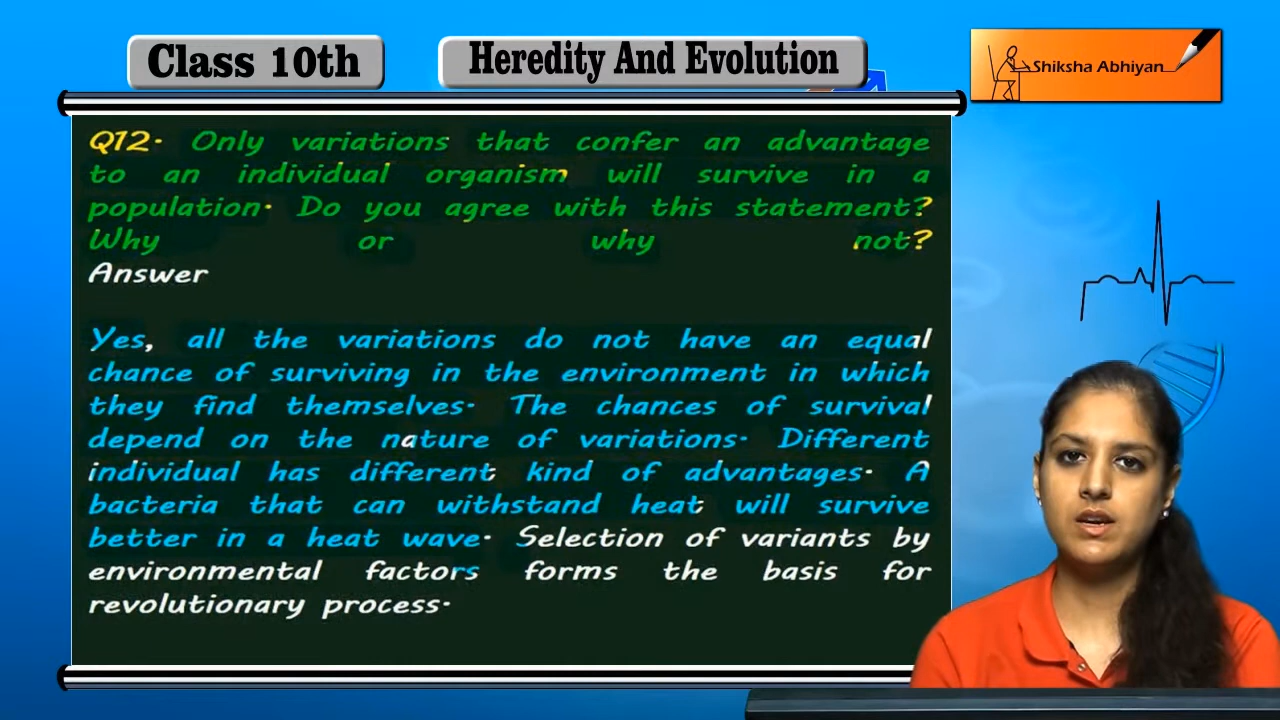 Class 10th
Heredity And Evolution
Shiksha Abhiyan
Q12. Only variations that confer an advantage
to an individual organism will survive in a
population. Do you agree with this statement?
Why or why not?
Answer
Yes, all the variations do not have an equal
chance of surviving in the environment in which
they find themselves. The chances of survival
depend on the nature of variations. Different
individual has different kind of advantages. A
bacteria that can withstand heat will survive
better in a heat wave. Selection of variants by
environmental factors forms the basis for
revolutionary process.